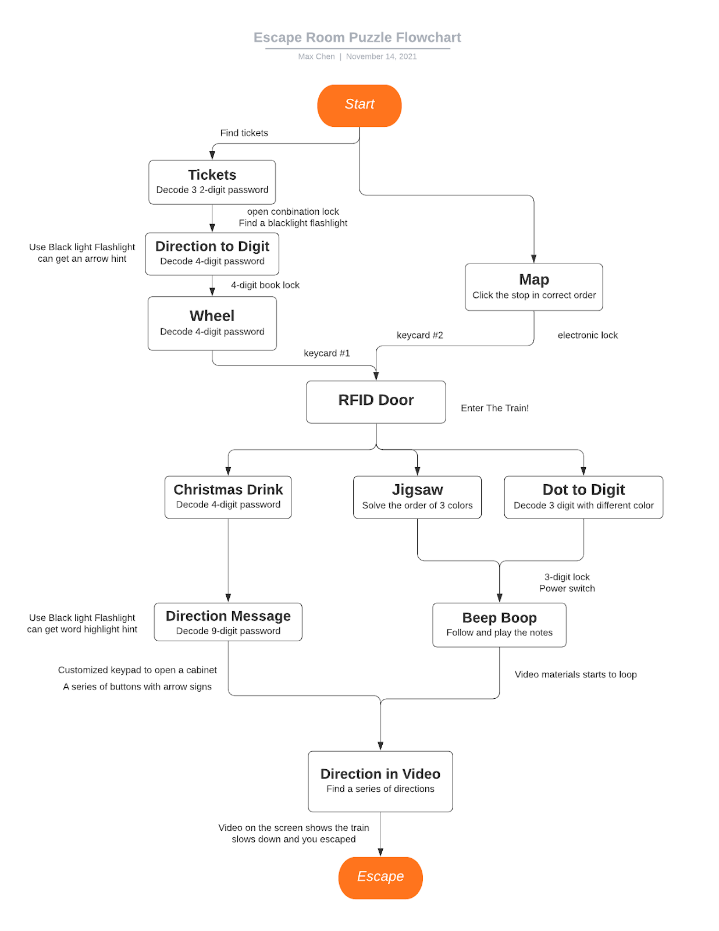 Escape Room Puzzle Flowchart
Max Chen | November 14, 2021
Start
Find tickets
Tickets
Decode 3 2-digit password
open conbination lock
Find a blacklight flashlight
Use Black light Flashlight
can get an arrow hint
Direction to Digit
Decode 4-digit password
4-digit book lock
Map
Click the stop in correct order
Wheel
Decode 4-digit password
keycard #2
electronic lock
keycard #1
RFID Door
Enter The Train!
Christmas Drink
Decode 4-digit password
Jigsaw
Solve the order of 3 colors
Dot to Digit
Decode 3 digit with different color
3-digit lock
Power switch
Use Black light Flashlight
can get word highlight hint
Direction Message
Decode 9-digit password
Beep Boop
Follow and play the notes
Customized keypad to open a cabinet
A series of buttons with arrow signs
Video materials starts to loop
Direction in Video
Find a series of directions
Video on the screen shows the train
slows down and you escaped
Escape